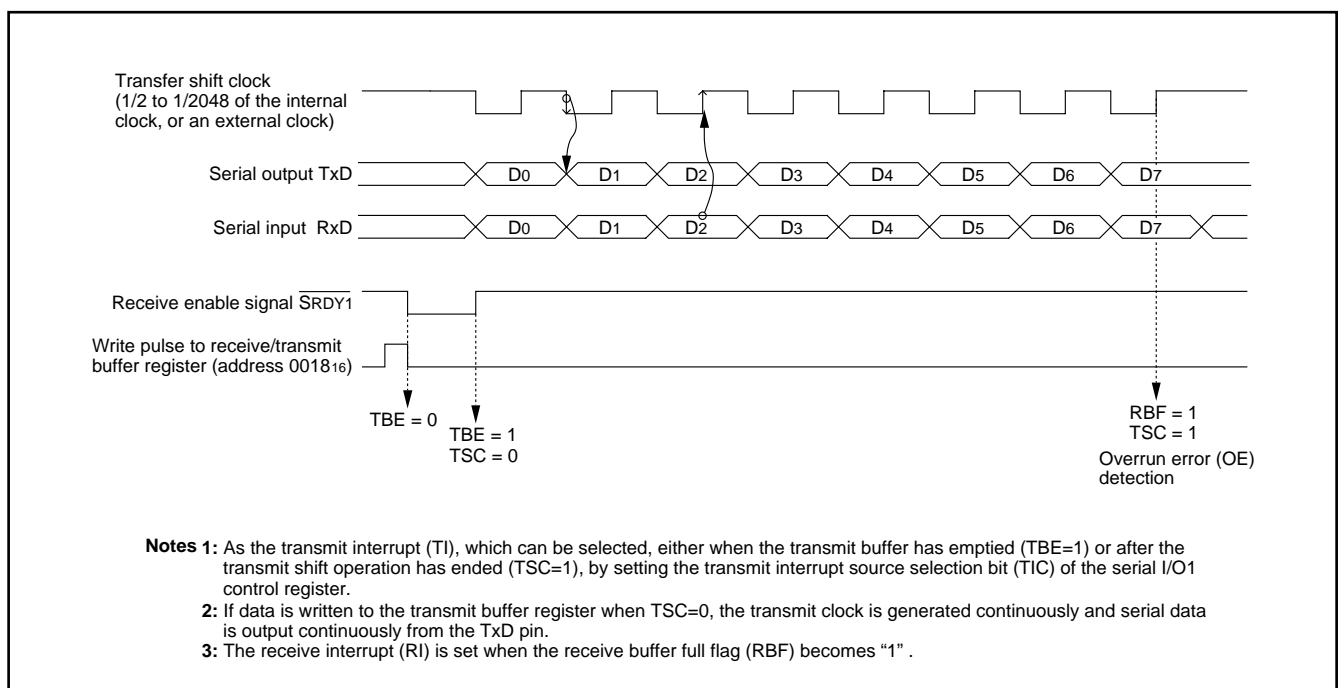 Transfer shift clock
(1/2 to 1/2048 of the internal
clock, or an external clock)
Serial output TxD
D0 D1 D2 D3 D4 D5 D6 D7
Serial input RxD
D0 D1 D2 D3 D4 D5 D6 D7
Receive enable signal S̅R̅D̅Y̅1̅
Write pulse to receive/transmit
buffer register (address 001816)
TBE = 0
TBE = 1
TSC = 0
RBF = 1
TSC = 1
Overrun error (OE)
detection
Notes 1: As the transmit interrupt (TI), which can be selected, either when the transmit buffer has emptied (TBE=1) or after the
transmit shift operation has ended (TSC=1), by setting the transmit interrupt source selection bit (TIC) of the serial I/O1
control register.
2: If data is written to the transmit buffer register when TSC=0, the transmit clock is generated continuously and serial data
is output continuously from the TxD pin.
3: The receive interrupt (RI) is set when the receive buffer full flag (RBF) becomes “1” .